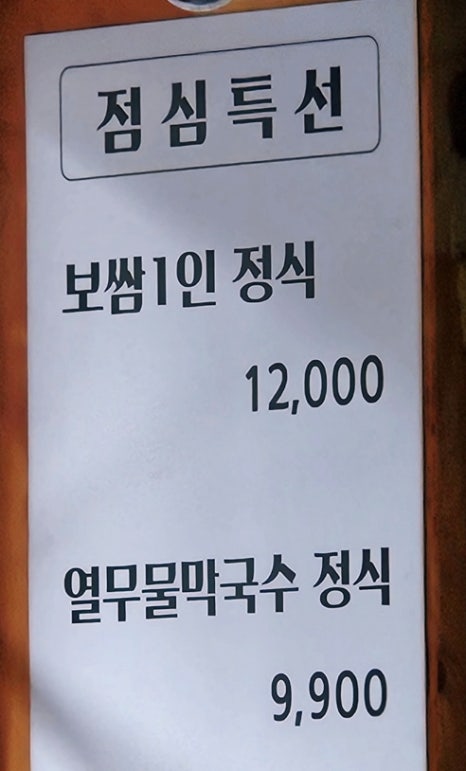 점심특선
보쌈1인 정식
12,000
열무물막국수 정식
9,900